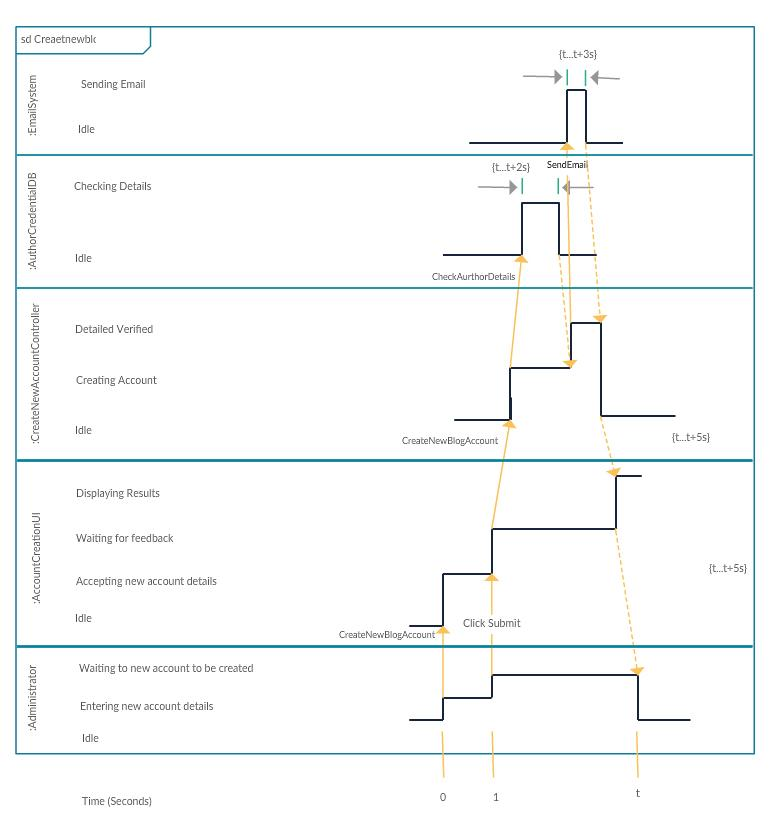 sd Creaetnewblc
{t...t+3s}
:EmailSystem
Sending Email
Idle
:AuthorCredentialDB
{t...t+2s}
SendEmail
Checking Details
Idle
CheckAurthorDetails
:CreateNewAccountController
Detailed Verified
Creating Account
Idle
CreateNewBlogAccount
{t...t+5s}
:AccountCreationUI
Displaying Results
Waiting for feedback
{t...t+5s}
Accepting new account details
Idle
Click Submit
CreateNewBlogAccount
:Administrator
Waiting to new account to be created
Entering new account details
Idle
Time (Seconds)
0
1
t